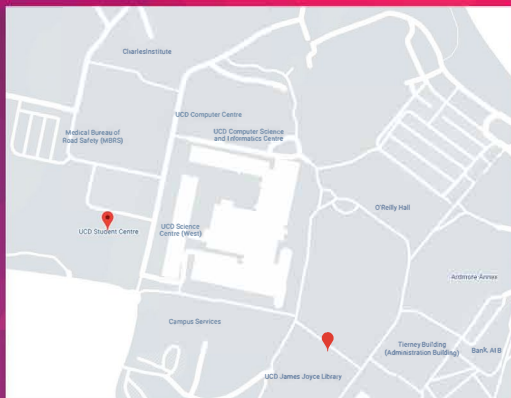 CharlesInstitute
UCD Computer Centre
UCD Computer Science
and Informatics Centre
Medical Bureau of
Road Safety (MBRS)
O'Reilly Hall
UCD Student Centre
UCD Science
Centre (West)
Ardmore Annex
Campus Services
Tierney Building
(Administration Building)
Bank, AIB
UCD James Joyce Library